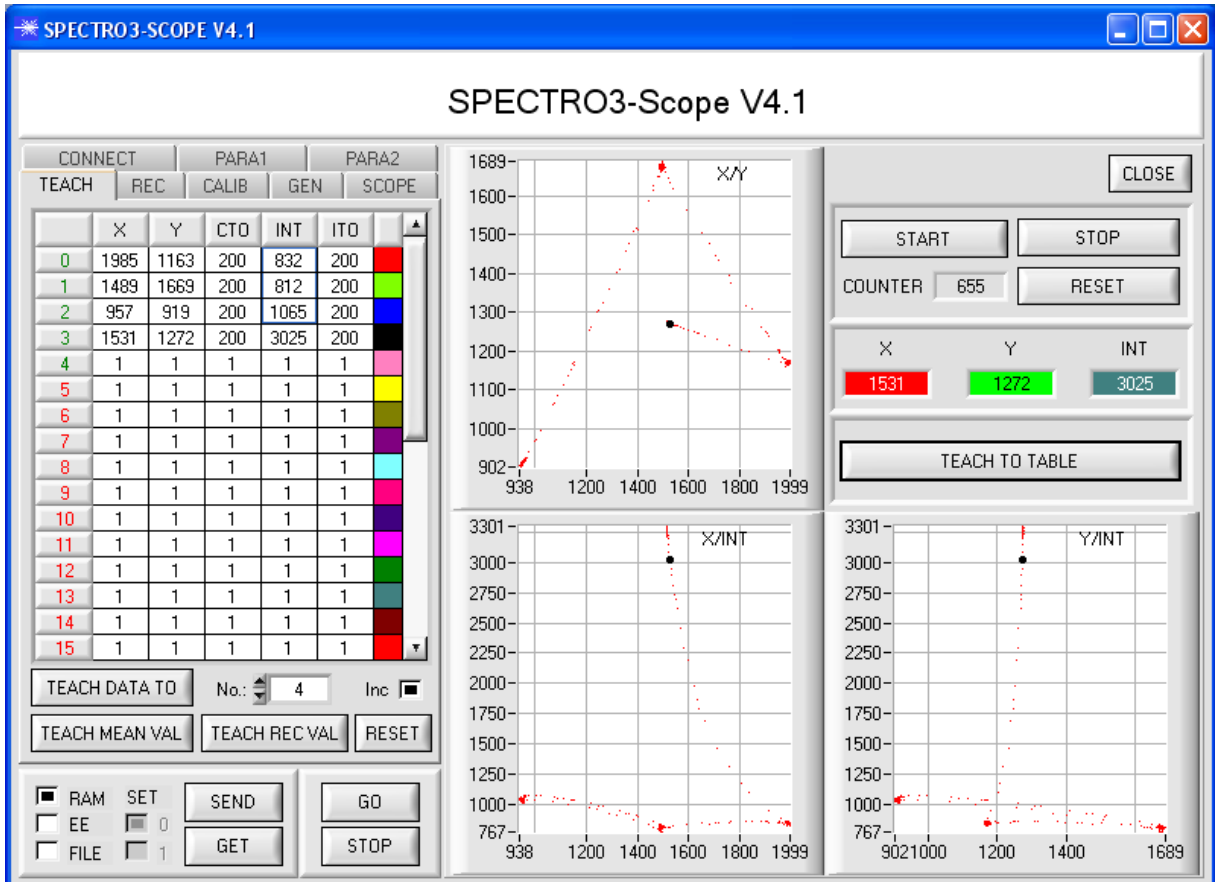 SPECTRO3-SCOPE V4.1
SPECTRO3-Scope V4.1
CONNECT PARA1 PARA2
TEACH REC CALIB GEN SCOPE
X Y CTO INT ITO
0 1985 1163 200 832 200
1 1489 1669 200 812 200
2 957 919 200 1065 200
3 1531 1272 200 3025 200
4 1 1 1 1 1
5 1 1 1 1 1
6 1 1 1 1 1
7 1 1 1 1 1
8 1 1 1 1 1
9 1 1 1 1 1
10 1 1 1 1 1
11 1 1 1 1 1
12 1 1 1 1 1
13 1 1 1 1 1
14 1 1 1 1 1
15 1 1 1 1 1
TEACH DATA TO No.: 4 Inc
TEACH MEAN VAL TEACH REC VAL RESET
RAM SET SEND GO
EE 0
FILE 1 GET STOP
X/Y
1689
1600
1500
1400
1300
1200
1100
1000
902
938 1200 1400 1600 1800 1999
CLOSE
START STOP
COUNTER 655 RESET
X Y INT
1531 1272 3025
TEACH TO TABLE
X/INT
3301
3000
2750
2500
2250
2000
1750
1500
1250
1000
767
938 1200 1400 1600 1800 1999
Y/INT
3301
3000
2750
2500
2250
2000
1750
1500
1250
1000
767
902 1000 1200 1400 1689